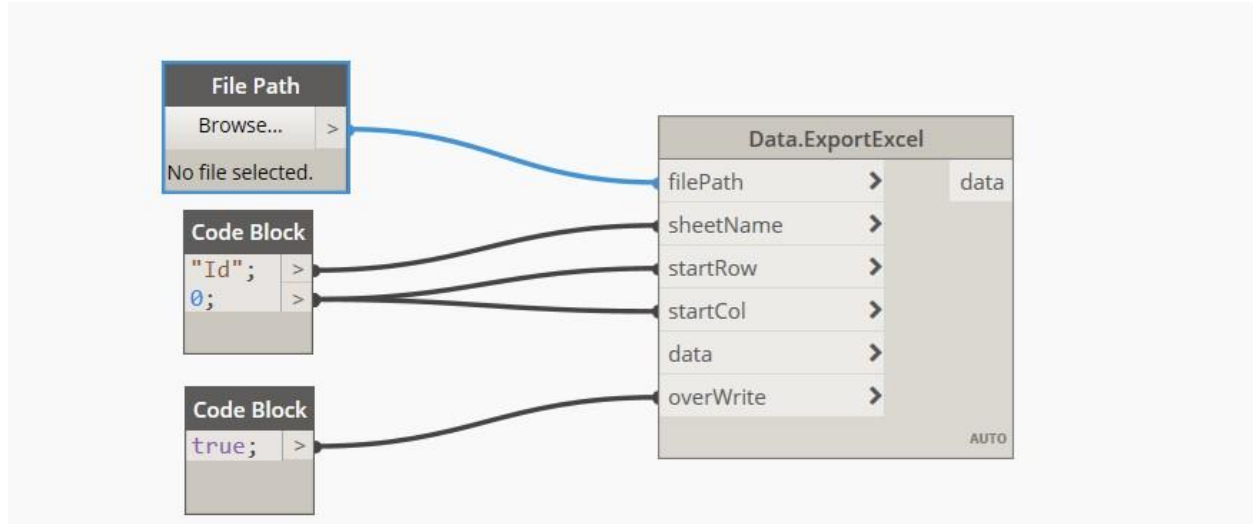 File Path
Browse... >
No file selected.
Code Block
"Id"; >
0; >
Code Block
true; >
Data.ExportExcel
filePath > data
sheetName >
startRow >
startCol >
data >
overWrite >
AUTO